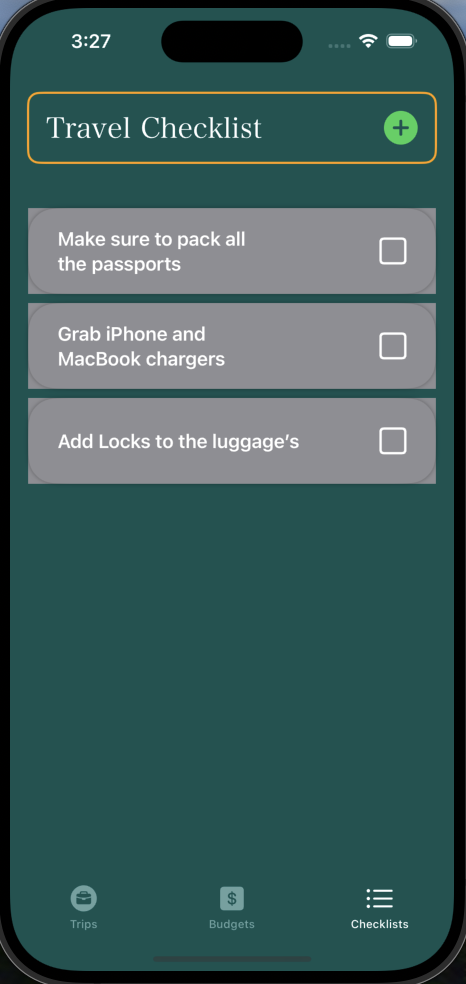 3:27
Travel Checklist
Make sure to pack all
the passports
Grab iPhone and
MacBook chargers
Add Locks to the luggage’s
$
Trips
Budgets
Checklists